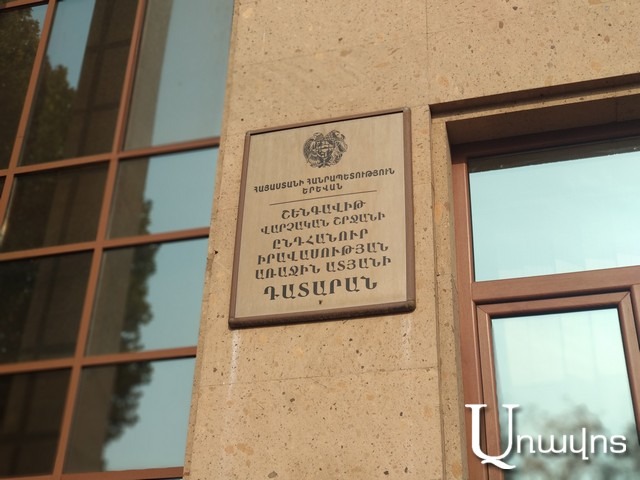 ՀԱՅԱՍՏԱՆԻ ՀԱՆՐԱՊԵՏՈՒԹՅՈՒՆ
ԵՐԵՎԱՆ
ՇԵՆԳԱՎԻԹ
ՎԱՐՉԱԿԱՆ ՇՐՋԱՆԻ
ԸՆԴՀԱՆՈՒՐ
ԻՐԱՎԱՍՈՒԹՅԱՆ
ԱՌԱՋԻՆ ԱՏՅԱՆԻ
ԴԱՏԱՐԱՆ
Առավոտ